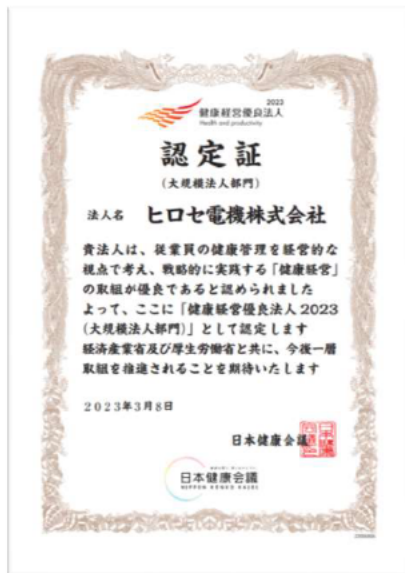 2023
健康経営優良法人
Health and productivity
認定証
(大規模法人部門)
法人名 ヒロセ電機株式会社
貴法人は、従業員の健康管理を経営的な
視点で考え、戦略的に実践する「健康経営」
の取組が優良であると認められました
よって、ここに「健康経営優良法人2023
(大規模法人部門)」として認定します
経済産業省及び厚生労働省と共に、今後一層
取組を推進されることを期待いたします
2023年3月8日
日本健康会議
日本健康会議
NIPPON KENKO KAIGI